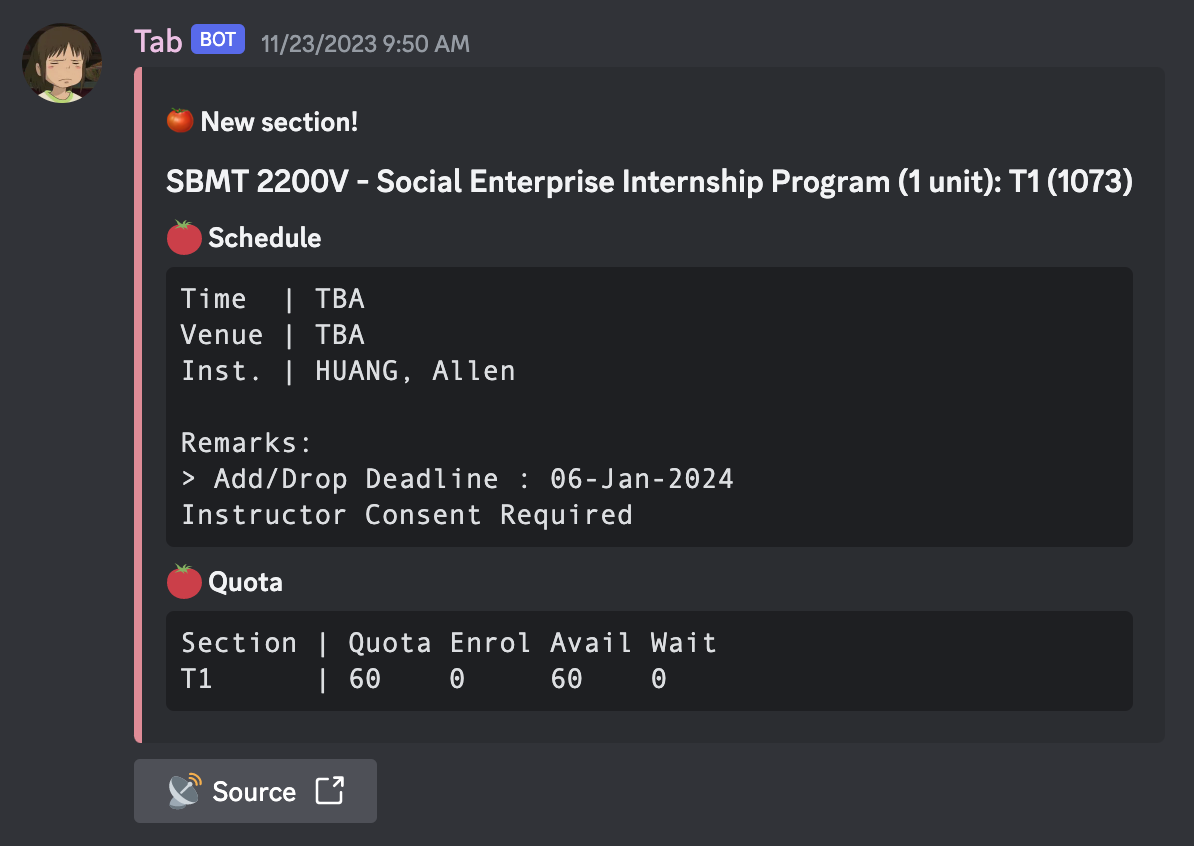 Tab BOT 11/23/2023 9:50 AM
🍅 New section!
SBMT 2200V - Social Enterprise Internship Program (1 unit): T1 (1073)
🍅 Schedule
Time  | TBA
Venue | TBA
Inst. | HUANG, Allen
Remarks:
> Add/Drop Deadline : 06-Jan-2024
Instructor Consent Required
🍅 Quota
Section | Quota Enrol Avail Wait
T1      | 60    0     60    0
📡 Source